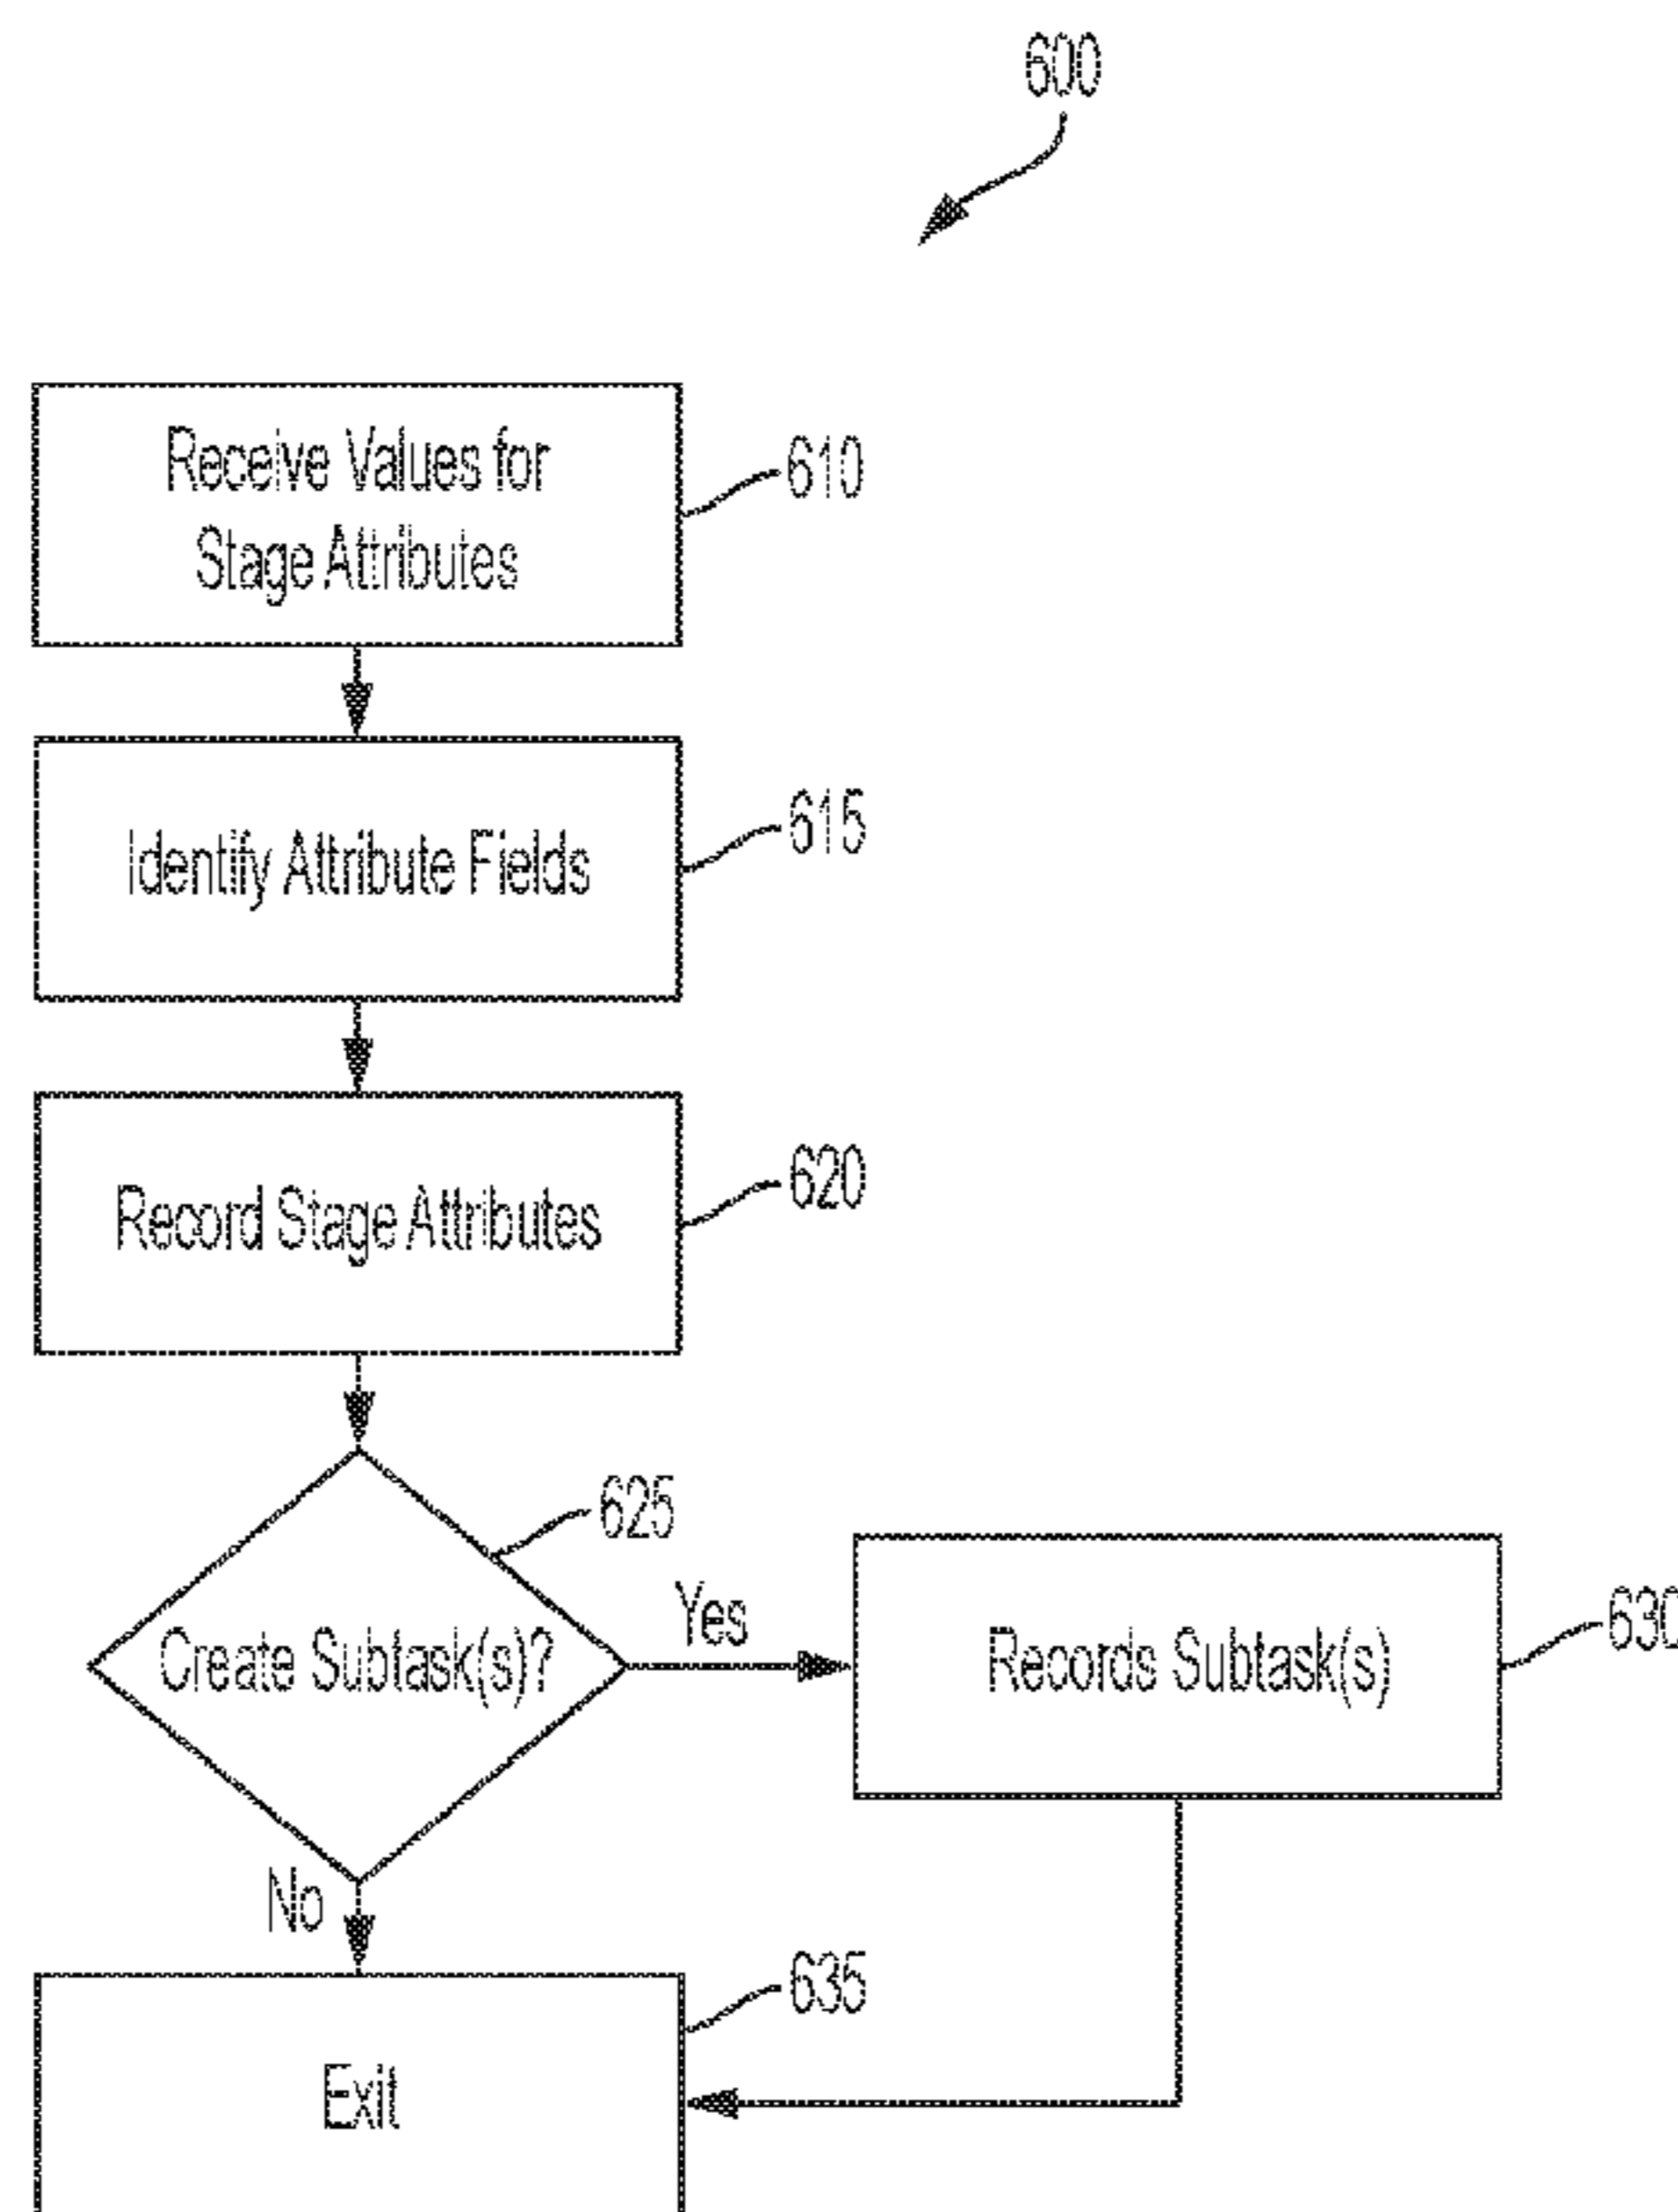 600
Receive Values for
Stage Attributes
610
Identify Attribute Fields
615
Record Stage Attributes
620
625
Create Subtask(s)?
Yes
Records Subtask(s)
630
No
635
Exit